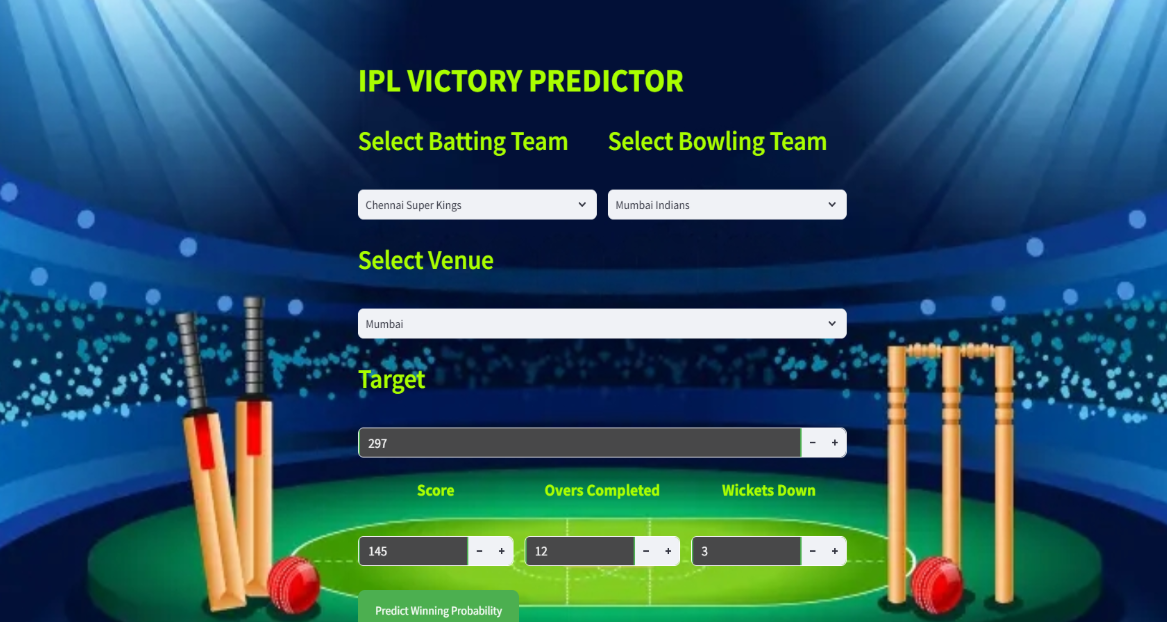 IPL VICTORY PREDICTOR
Select Batting Team Select Bowling Team
Chennai Super Kings Mumbai Indians
Select Venue
Mumbai
Target
297 − +
Score Overs Completed Wickets Down
145 − + 12 − + 3 − +
Predict Winning Probability